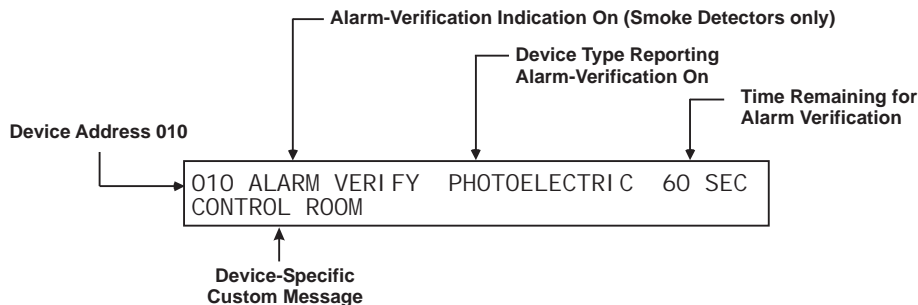 Alarm-Verification Indication On (Smoke Detectors only)
Device Type Reporting
Alarm-Verification On
Time Remaining for
Alarm Verification
Device Address 010
010 ALARM VERIFY PHOTOELECTRIC 60 SEC
CONTROL ROOM
Device-Specific
Custom Message